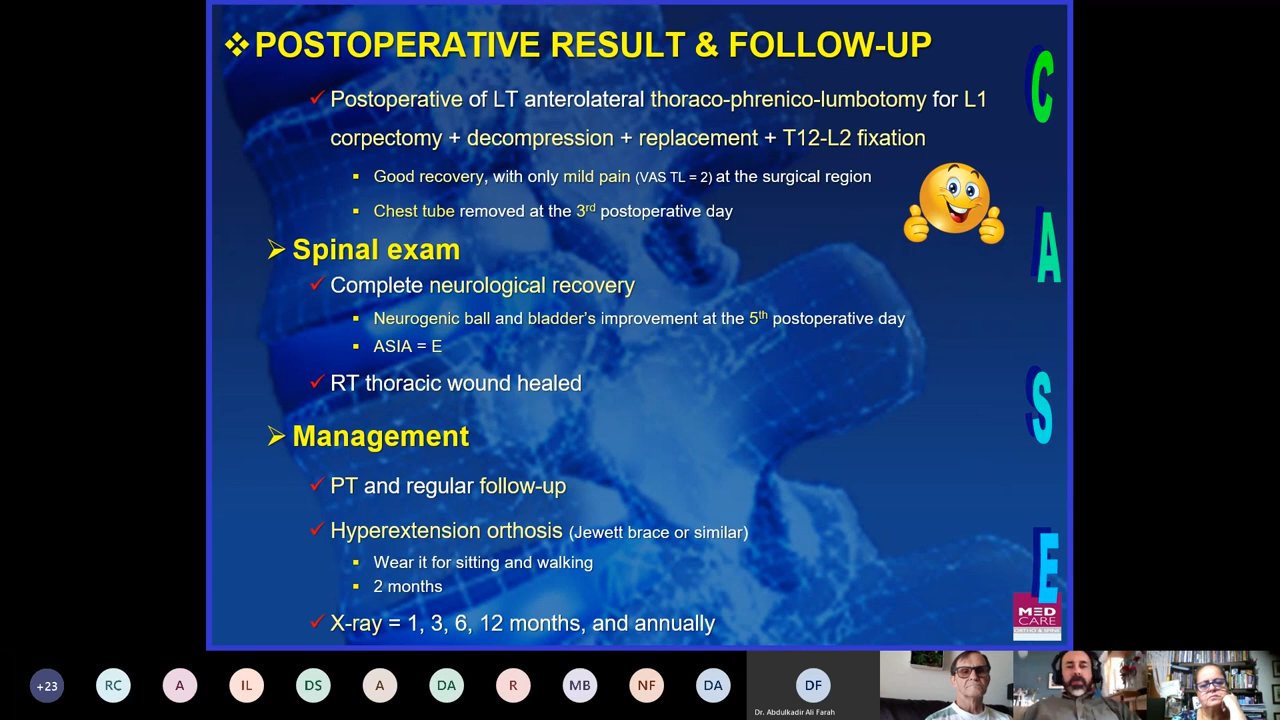 ❖ POSTOPERATIVE RESULT & FOLLOW-UP
✓ Postoperative of LT anterolateral thoraco-phrenico-lumbotomy for L1
corpectomy + decompression + replacement + T12-L2 fixation
▪ Good recovery, with only mild pain (VAS TL = 2) at the surgical region
▪ Chest tube removed at the 3rd postoperative day
➢ Spinal exam
✓ Complete neurological recovery
▪ Neurogenic ball and bladder's improvement at the 5th postoperative day
▪ ASIA = E
✓ RT thoracic wound healed
➢ Management
✓ PT and regular follow-up
✓ Hyperextension orthosis (Jewett brace or similar)
▪ Wear it for sitting and walking
▪ 2 months
✓ X-ray = 1, 3, 6, 12 months, and annually
C
A
S
E
MED
CARE
ORTHO & SPINE
+23
RC
A
IL
DS
A
DA
R
MB
NF
DA
DF
Dr. Abdulkadir Ali Farah